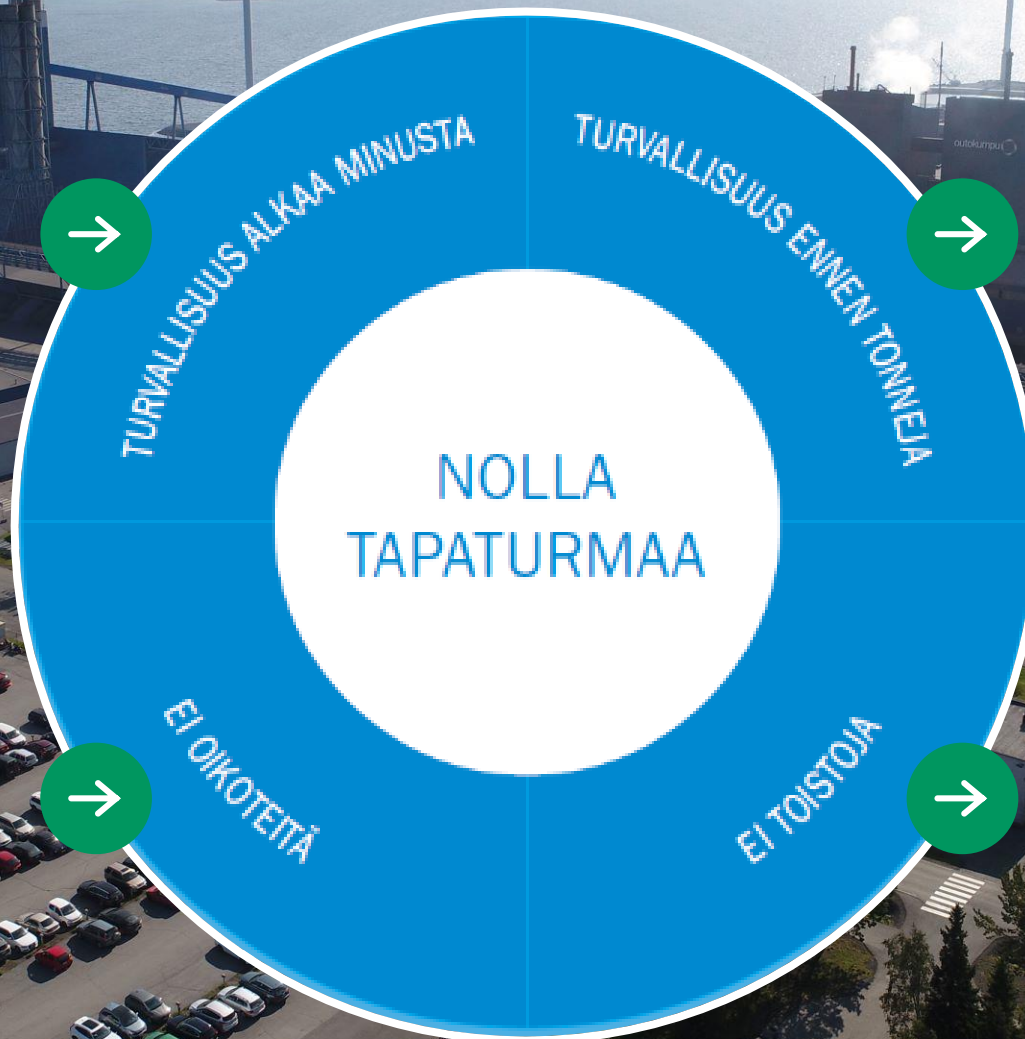 TURVALLISUUS ALKAA MINUSTA
TURVALLISUUS ENNEN TONNEJA
outokumpu
NOLLA
TAPATURMAA
EI OIKOTEITÄ
EI TOISTOJA